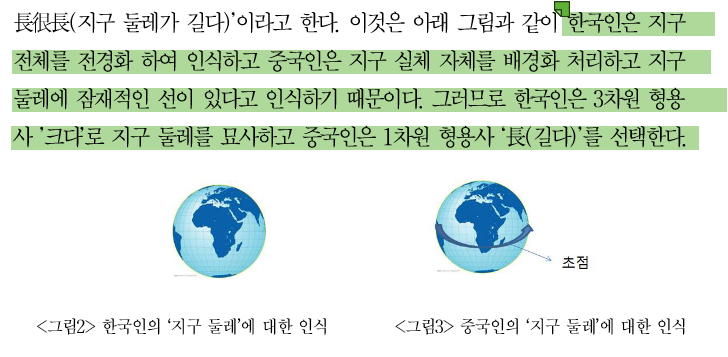 長很長(지구 둘레가 길다)’이라고 한다. 이것은 아래 그림과 같이 한국인은 지구
전체를 전경화 하여 인식하고 중국인은 지구 실체 자체를 배경화 처리하고 지구
둘레에 잠재적인 선이 있다고 인식하기 때문이다. 그러므로 한국인은 3차원 형용
사 ’크다’로 지구 둘레를 묘사하고 중국인은 1차원 형용사 ‘長(길다)’를 선택한다.
초점
<그림2> 한국인의 ‘지구 둘레’에 대한 인식
<그림3> 중국인의 ‘지구 둘레’에 대한 인식